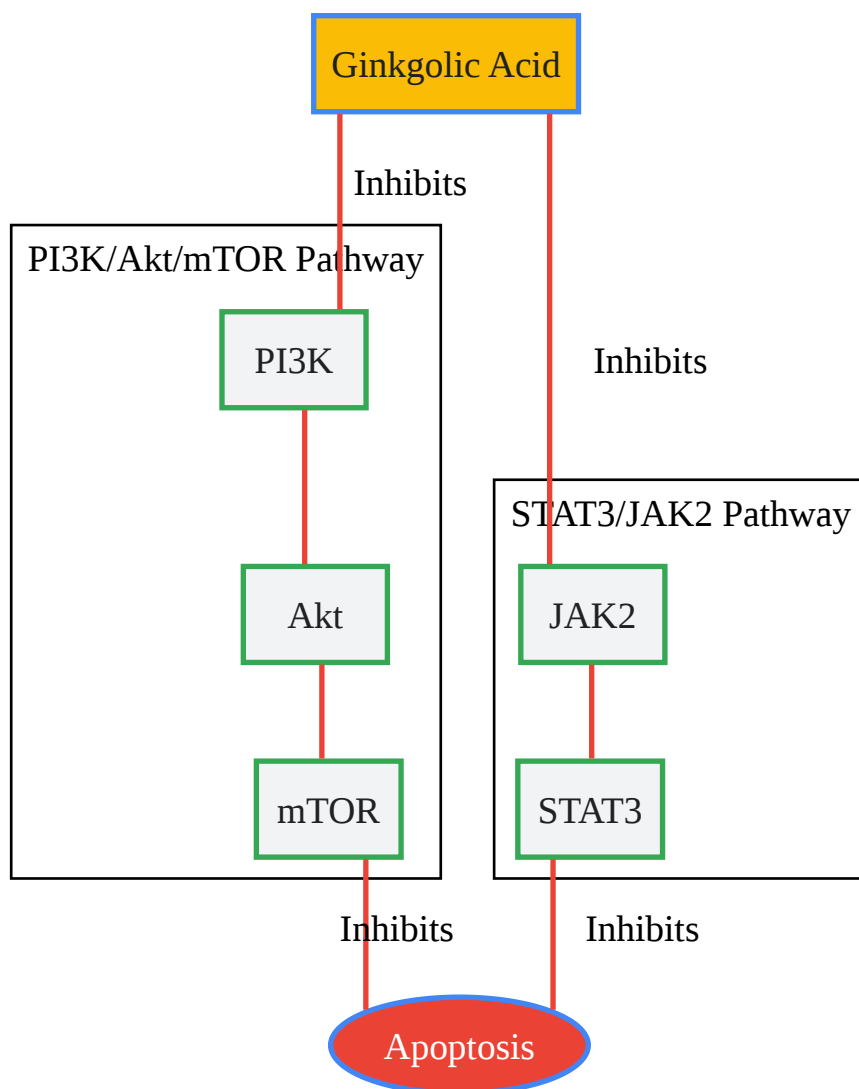 Ginkgolic Acid
Inhibits
PI3K/Akt/mTOR Pathway
PI3K
Inhibits
STAT3/JAK2 Pathway
Akt
JAK2
mTOR
STAT3
Inhibits
Inhibits
Apoptosis